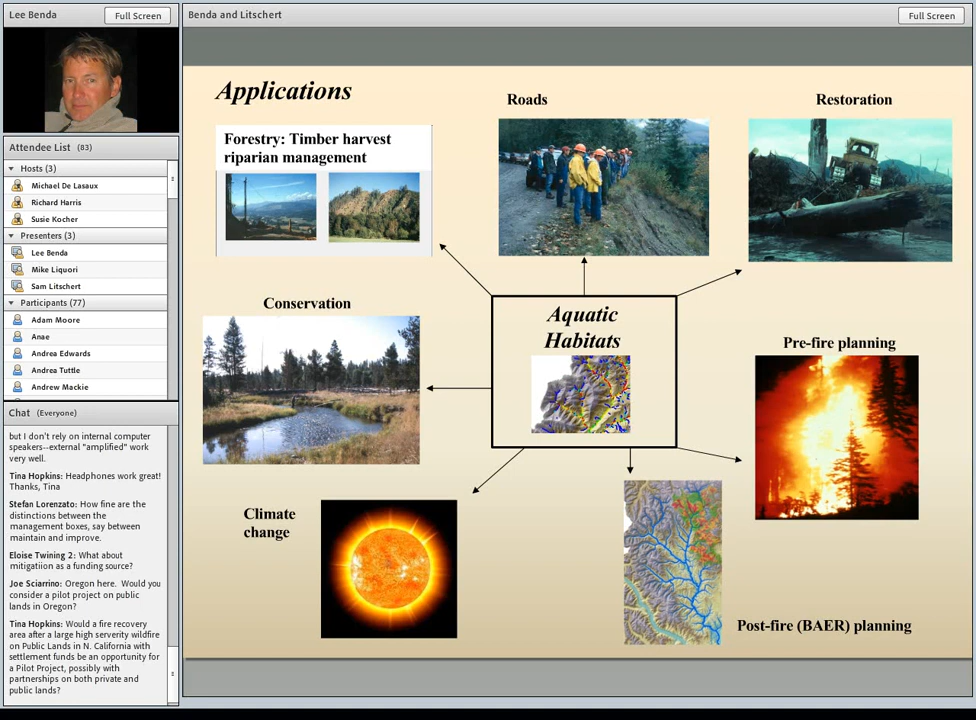 Lee Benda
Full Screen
Attendee List (83)
Hosts (3)
Michael De Lasaux
Richard Harris
Susie Kocher
Presenters (3)
Lee Benda
Mike Liquori
Sam Litschert
Participants (77)
Adam Moore
Anae
Andrea Edwards
Andrea Tuttle
Andrew Mackie
Chat (Everyone)
but I don't rely on internal computer
speakers--external "amplified" work
very well.
Tina Hopkins: Headphones work great!
Thanks, Tina
Stefan Lorenzato: How fine are the
distinctions between the
management boxes, say between
maintain and improve.
Eloise Twining 2: What about
mitigatiion as a funding source?
Joe Sciarrino: Oregon here. Would you
consider a pilot project on public
lands in Oregon?
Tina Hopkins: Would a fire recovery
area after a large high serverity wildfire
on Public Lands in N. California with
settlement funds be an opportunity for
a Pilot Project, possibly with
partnerships on both private and
public lands?
Benda and Litschert
Full Screen
Applications
Roads
Restoration
Forestry: Timber harvest
riparian management
Conservation
Aquatic
Habitats
Pre-fire planning
Climate
change
Post-fire (BAER) planning